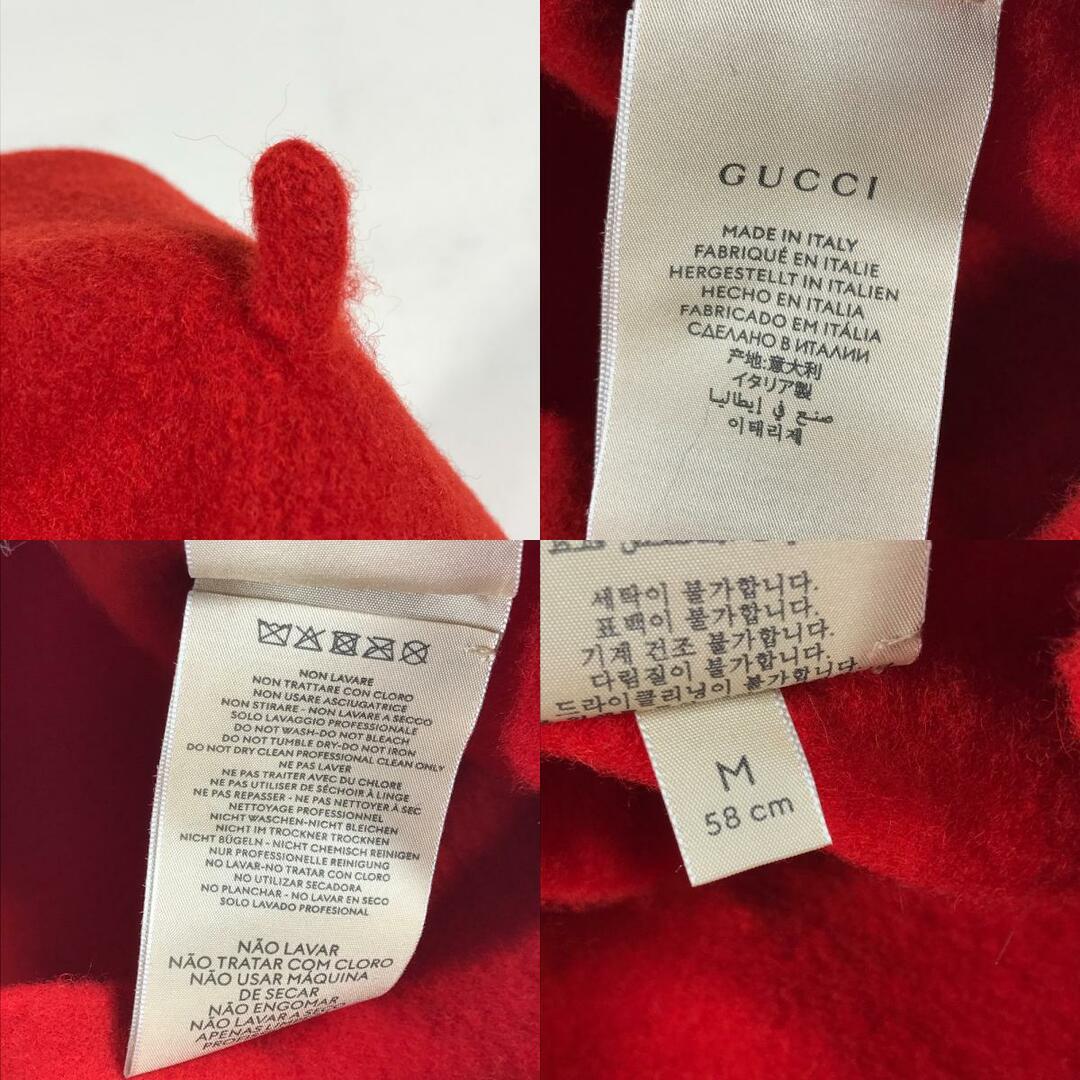 GUCCI
MADE IN ITALY
FABRIQUÉ EN ITALIE
HERGESTELLT IN ITALIEN
HECHO EN ITALIA
FABRICADO EM ITÁLIA
СДЕЛАНО В ИТАЛИИ
产地:意大利
イタリア製
صنع في إيطاليا
이태리제
NON LAVARE
NON TRATTARE CON CLORO
NON USARE ASCIUGATRICE
NON STIRARE - NON LAVARE A SECCO
SOLO LAVAGGIO PROFESSIONALE
DO NOT WASH-DO NOT BLEACH
DO NOT TUMBLE DRY-DO NOT IRON
DO NOT DRY CLEAN PROFESSIONAL CLEAN ONLY
NE PAS LAVER
NE PAS TRAITER AVEC DU CHLORE
NE PAS UTILISER DE SÉCHOIR À LINGE
NE PAS REPASSER - NE PAS NETTOYER À SEC
NETTOYAGE PROFESSIONNEL
NICHT WASCHEN-NICHT BLEICHEN
NICHT IM TROCKNER TROCKNEN
NICHT BÜGELN - NICHT CHEMISCH REINIGEN
NUR PROFESSIONELLE REINIGUNG
NO LAVAR-NO TRATAR CON CLORO
NO UTILIZAR SECADORA
NO PLANCHAR - NO LAVAR EN SECO
SOLO LAVADO PROFESIONAL
NÃO LAVAR
NÃO TRATAR COM CLORO
NÃO USAR MÁQUINA
DE SECAR
NÃO ENGOMAR
NÃO LAVAR A SECO
APENAS
세탁이 불가합니다.
표백이 불가합니다.
기계 건조 불가합니다.
다림질이 불가합니다.
드라이클리닝이 불가합니다.
M
58 cm